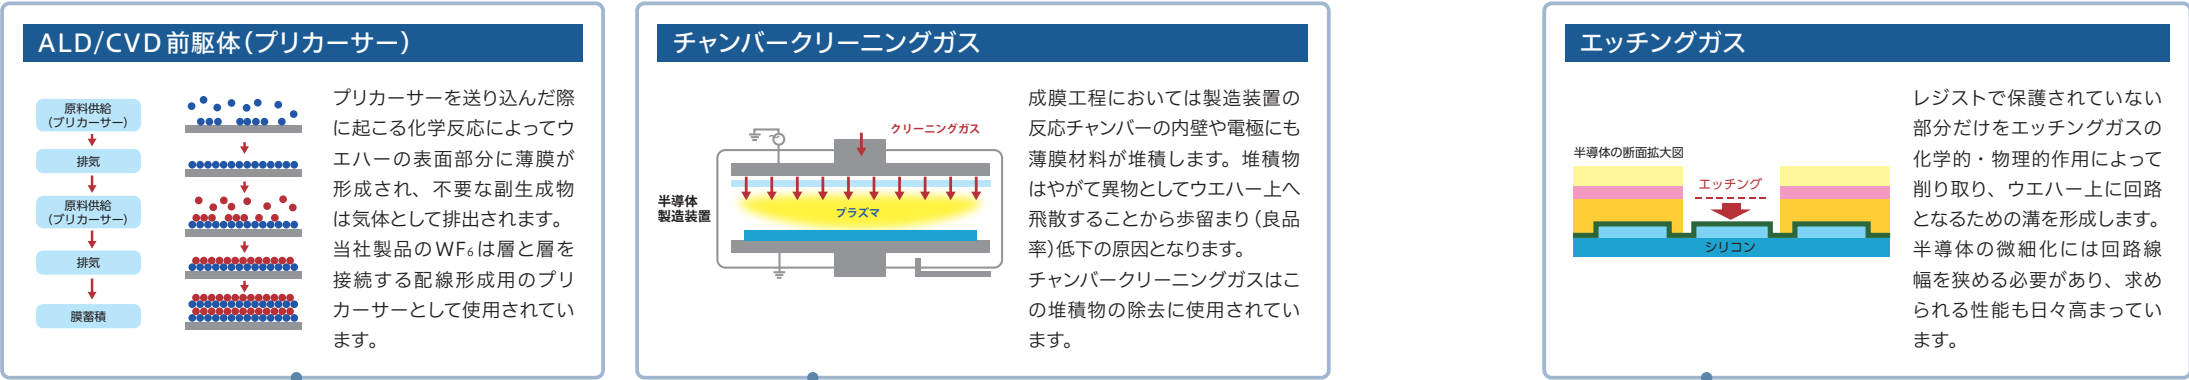 ALD/CVD前駆体(プリカーサー)
原料供給
(プリカーサー)
排気
原料供給
(プリカーサー)
排気
膜蓄積
プリカーサーを送り込んだ際
に起こる化学反応によってウ
エハーの表面部分に薄膜が
形成され、不要な副生成物
は気体として排出されます。
当社製品のWF₆は層と層を
接続する配線形成用のプリ
カーサーとして使用されてい
ます。
チャンバークリーニングガス
クリーニングガス
半導体
製造装置
プラズマ
成膜工程においては製造装置の
反応チャンバーの内壁や電極にも
薄膜材料が堆積します。堆積物
はやがて異物としてウエハー上へ
飛散することから歩留まり(良品
率)低下の原因となります。
チャンバークリーニングガスはこ
の堆積物の除去に使用されてい
ます。
エッチングガス
半導体の断面拡大図
エッチング
シリコン
レジストで保護されていない
部分だけをエッチングガスの
化学的・物理的作用によって
削り取り、ウエハー上に回路
となるための溝を形成します。
半導体の微細化には回路線
幅を狭める必要があり、求め
られる性能も日々高まってい
ます。